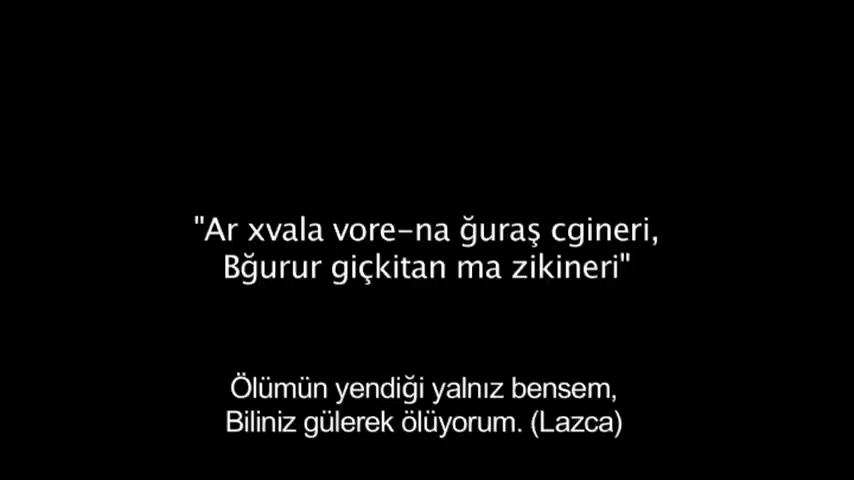 "Ar xvala vore-na ğuraş cgineri,
Bğurur giçkitan ma zikineri"
Ölümün yendiği yalnız bensem,
Biliniz gülerek ölüyorum. (Lazca)